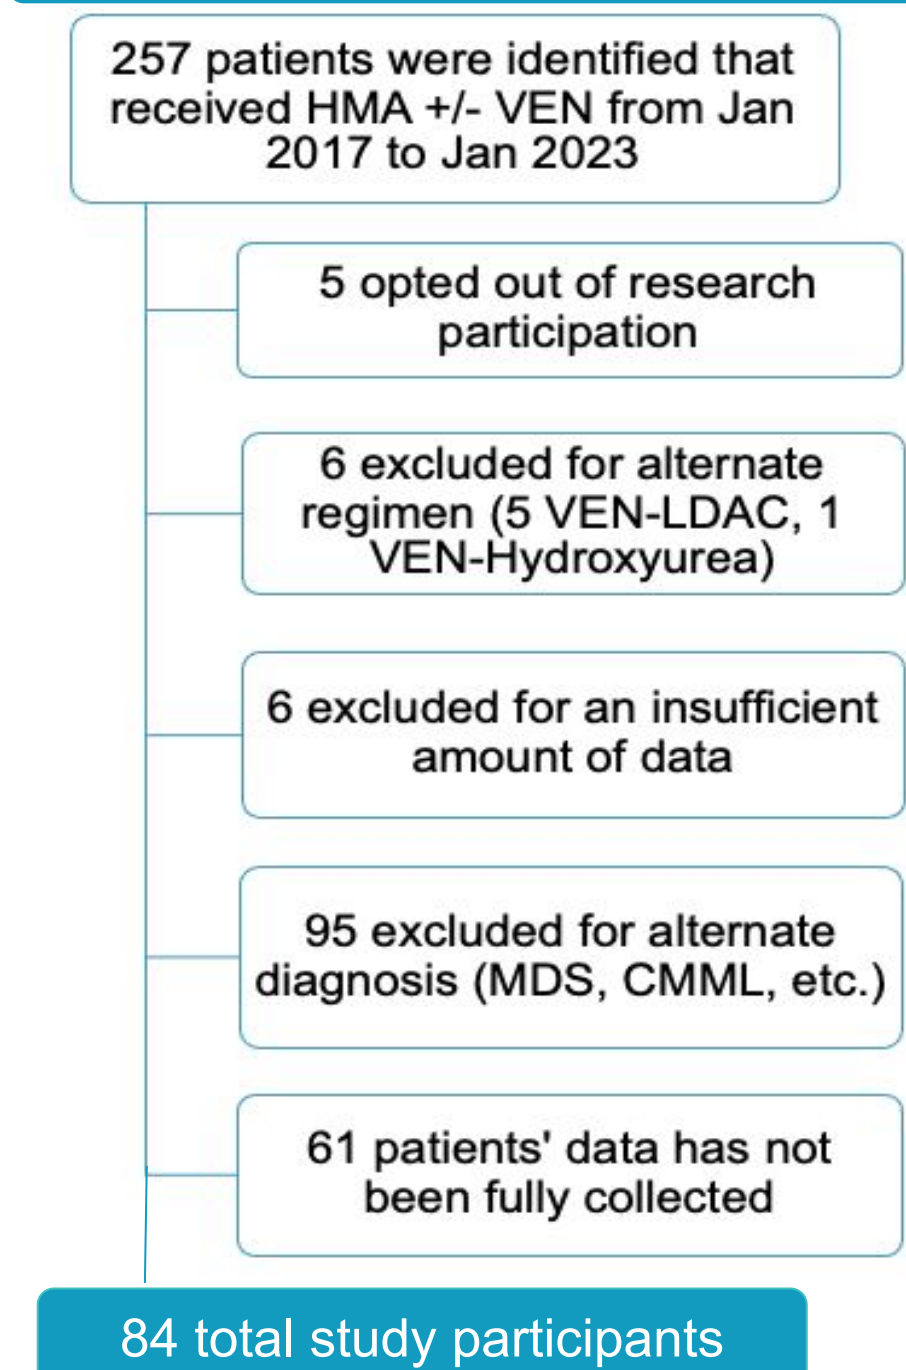 257 patients were identified that
received HMA +/- VEN from Jan
2017 to Jan 2023
5 opted out of research
participation
6 excluded for alternate
regimen (5 VEN-LDAC, 1
VEN-Hydroxyurea)
6 excluded for an insufficient
amount of data
95 excluded for alternate
diagnosis (MDS, CMML, etc.)
61 patients' data has not
been fully collected
84 total study participants